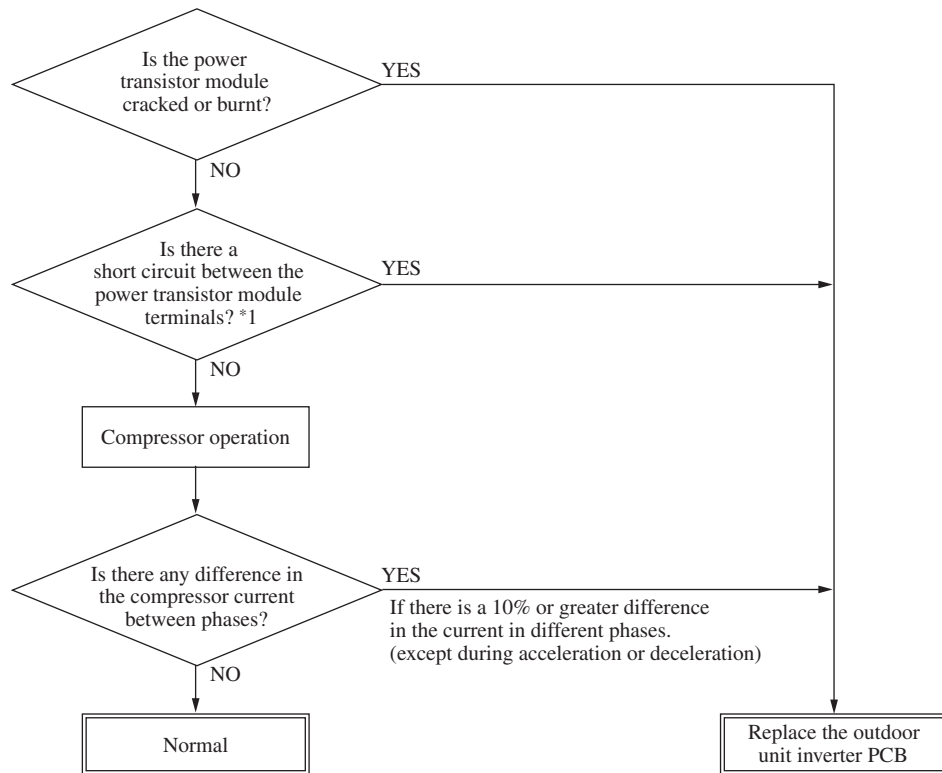 Is the power
transistor module
cracked or burnt?
YES
NO
Is there a
short circuit between the
power transistor module
terminals? *1
YES
NO
Compressor operation
Is there any difference in
the compressor current
between phases?
YES
If there is a 10% or greater difference
in the current in different phases.
(except during acceleration or deceleration)
NO
Normal
Replace the outdoor
unit inverter PCB